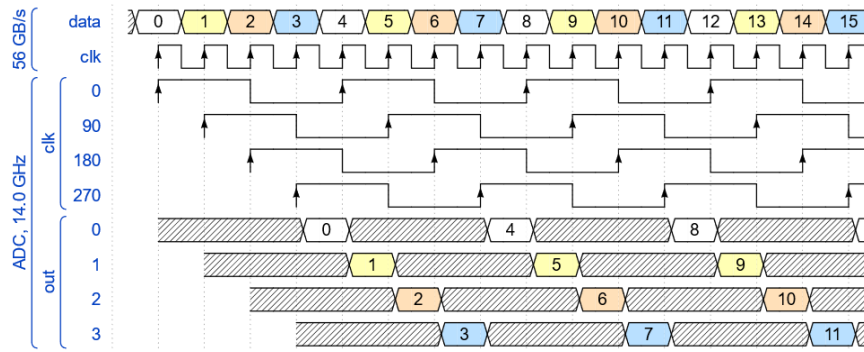 56 GB/s
data 0 1 2 3 4 5 6 7 8 9 10 11 12 13 14 15
clk
ADC, 14.0 GHz
clk
0
90
180
270
out
0 0 4 8
1 1 5 9
2 2 6 10
3 3 7 11